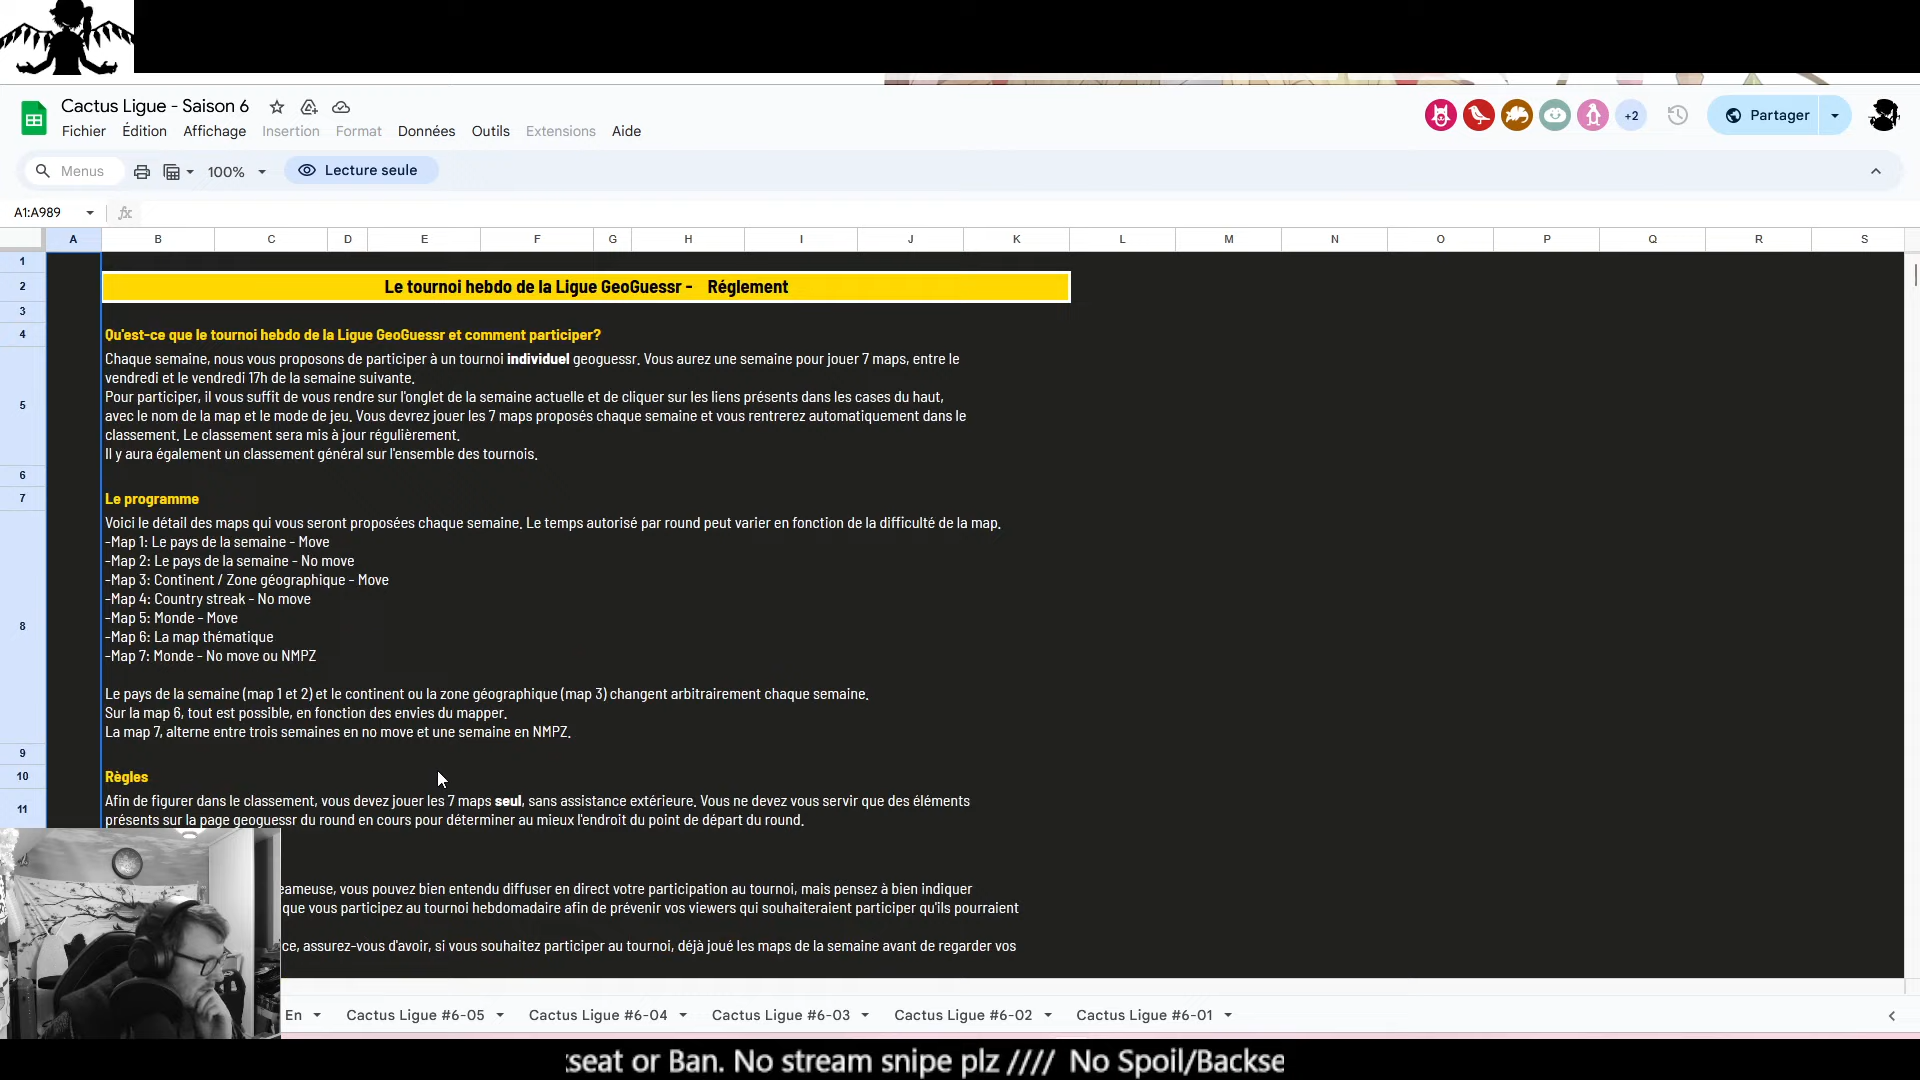 Cactus Ligue - Saison 6
Fichier Édition Affichage Insertion Format Données Outils Extensions Aide
+2
Partager
Menus
100%
Lecture seule
A1:A989
fx
A B C D E F G H I J K L M N O P Q R S
1
2 Le tournoi hebdo de la Ligue GeoGuessr - Réglement
3
4 Qu'est-ce que le tournoi hebdo de la Ligue GeoGuessr et comment participer?
Chaque semaine, nous vous proposons de participer à un tournoi individuel geoguessr. Vous aurez une semaine pour jouer 7 maps, entre le
vendredi et le vendredi 17h de la semaine suivante.
5 Pour participer, il vous suffit de vous rendre sur l'onglet de la semaine actuelle et de cliquer sur les liens présents dans les cases du haut,
avec le nom de la map et le mode de jeu. Vous devrez jouer les 7 maps proposés chaque semaine et vous rentrerez automatiquement dans le
classement. Le classement sera mis à jour régulièrement.
Il y aura également un classement général sur l'ensemble des tournois.
6
7 Le programme
Voici le détail des maps qui vous seront proposées chaque semaine. Le temps autorisé par round peut varier en fonction de la difficulté de la map.
-Map 1: Le pays de la semaine - Move
-Map 2: Le pays de la semaine - No move
-Map 3: Continent / Zone géographique - Move
-Map 4: Country streak - No move
-Map 5: Monde - Move
8
-Map 6: La map thématique
-Map 7: Monde - No move ou NMPZ
Le pays de la semaine (map 1 et 2) et le continent ou la zone géographique (map 3) changent arbitrairement chaque semaine.
Sur la map 6, tout est possible, en fonction des envies du mapper.
La map 7, alterne entre trois semaines en no move et une semaine en NMPZ.
9
10 Règles
11 Afin de figurer dans le classement, vous devez jouer les 7 maps seul, sans assistance extérieure. Vous ne devez vous servir que des éléments
présents sur la page geoguessr du round en cours pour déterminer au mieux l'endroit du point de départ du round.
eameuse, vous pouvez bien entendu diffuser en direct votre participation au tournoi, mais pensez à bien indiquer
que vous participez au tournoi hebdomadaire afin de prévenir vos viewers qui souhaiteraient participer qu'ils pourraient
ce, assurez-vous d'avoir, si vous souhaitez participer au tournoi, déjà joué les maps de la semaine avant de regarder vos
En Cactus Ligue #6-05 Cactus Ligue #6-04 Cactus Ligue #6-03 Cactus Ligue #6-02 Cactus Ligue #6-01
kseat or Ban. No stream snipe plz //// No Spoil/Backse